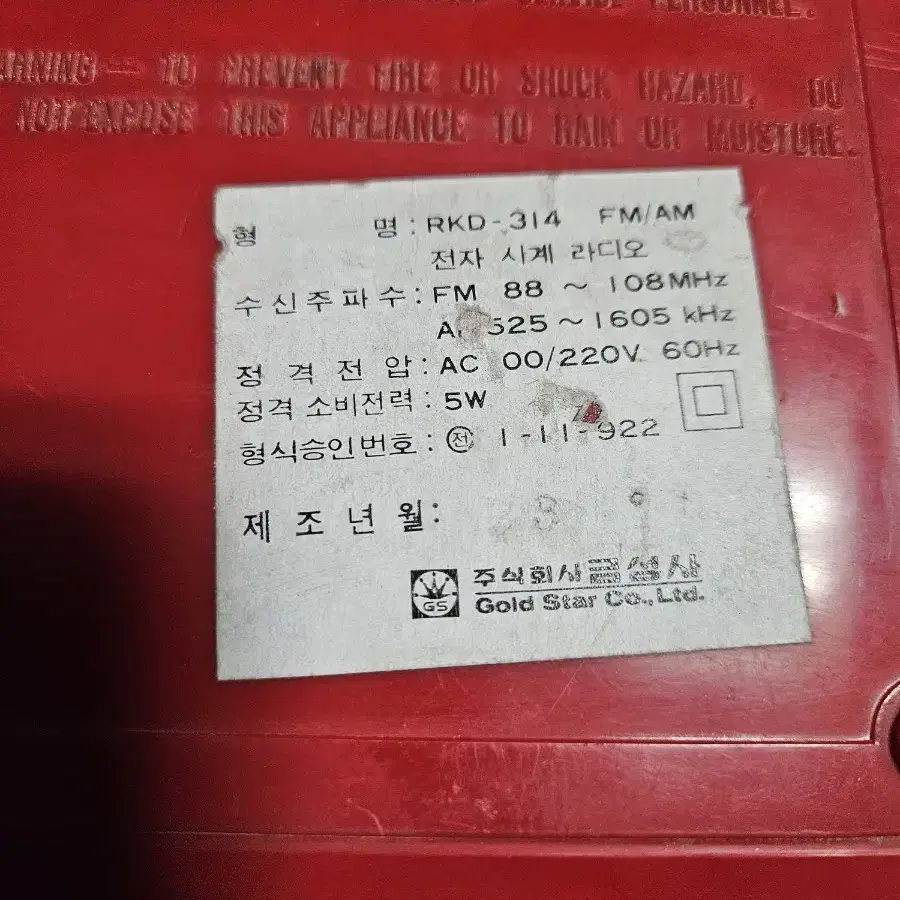 SERVICE PERSONNEL.
WARNING — TO PREVENT FIRE OR SHOCK HAZARD, DO
NOT EXPOSE THIS APPLIANCE TO RAIN OR MOISTURE.
형 명 : RKD-314 FM/AM
전자 시계 라디오
수신주파수 : FM 88 ~ 108MHz
525 ~ 1605 kHz
정격전압 : AC 00/220V 60Hz
정격 소비전력 : 5W
형식승인번호 : 전 1-11-922
제조년월 :
GS 주식회사 금성사
Gold Star Co., Ltd.